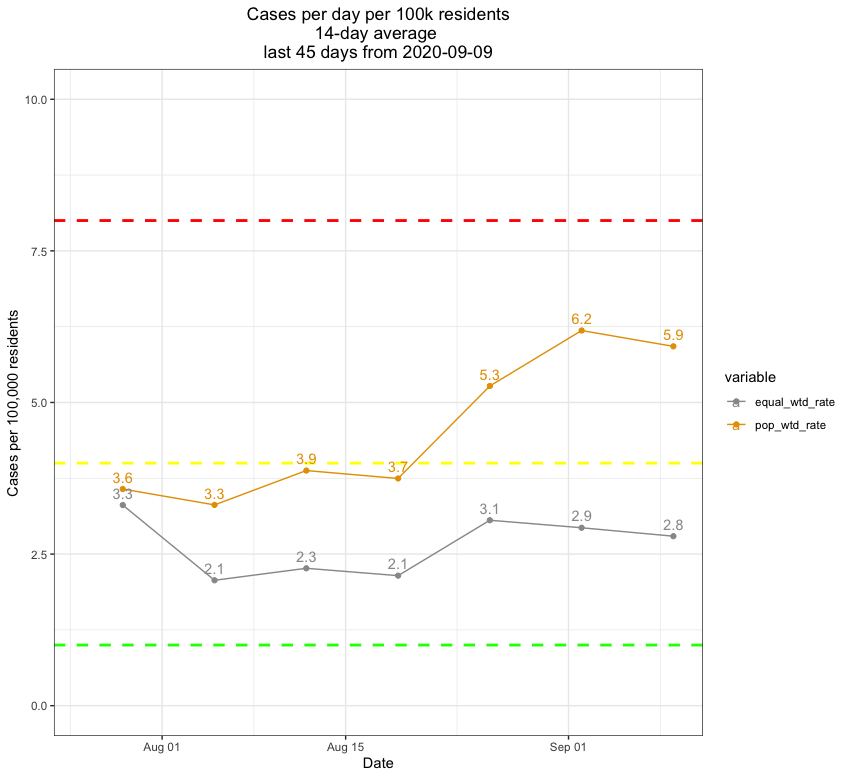 Cases per day per 100k residents
14-day average
last 45 days from 2020-09-09
Cases per 100,000 residents
10.0
7.5
5.0
2.5
0.0
3.6
3.3
3.9
3.7
5.3
6.2
5.9
3.3
2.1
2.3
2.1
3.1
2.9
2.8
Aug 01
Aug 15
Sep 01
Date
variable
a equal_wtd_rate
a pop_wtd_rate